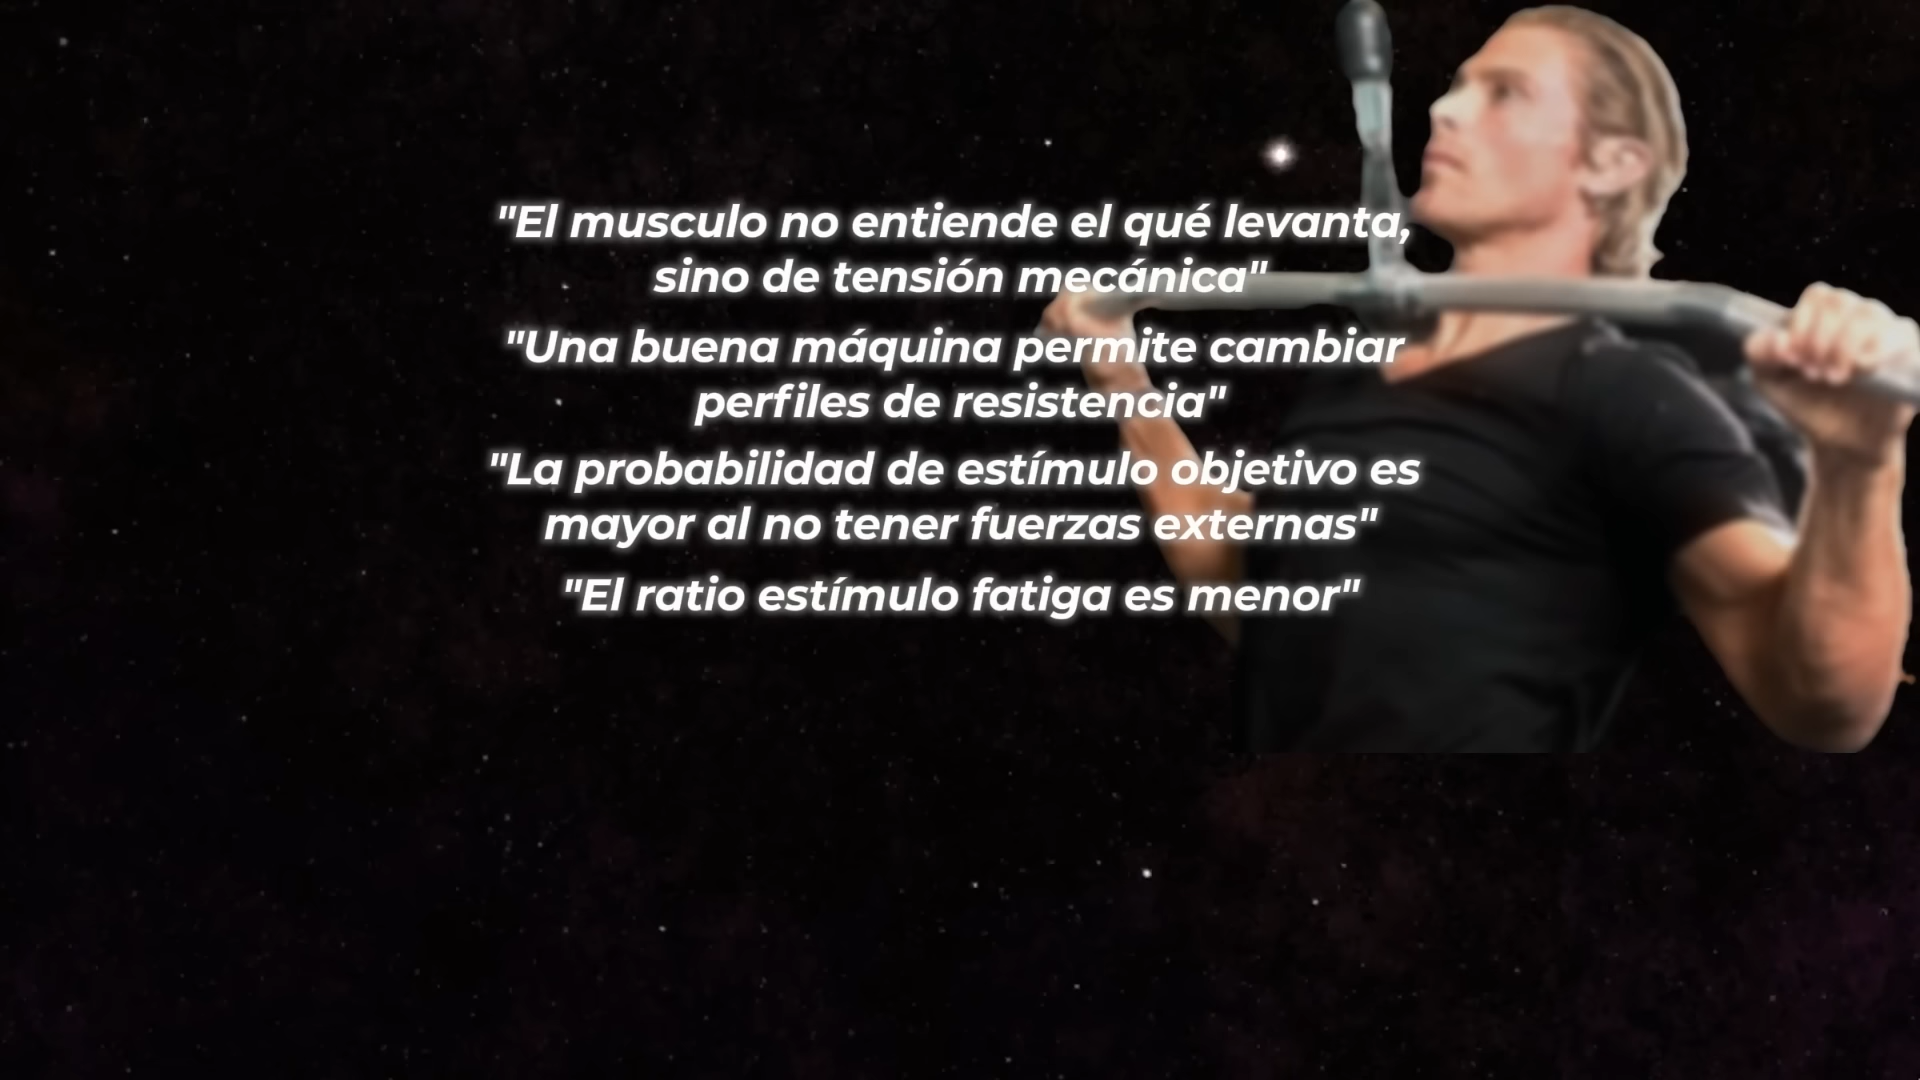 "El musculo no entiende el qué levanta,
sino de tensión mecánica"
"Una buena máquina permite cambiar
perfiles de resistencia"
"La probabilidad de estímulo objetivo es
mayor al no tener fuerzas externas"
"El ratio estímulo fatiga es menor"